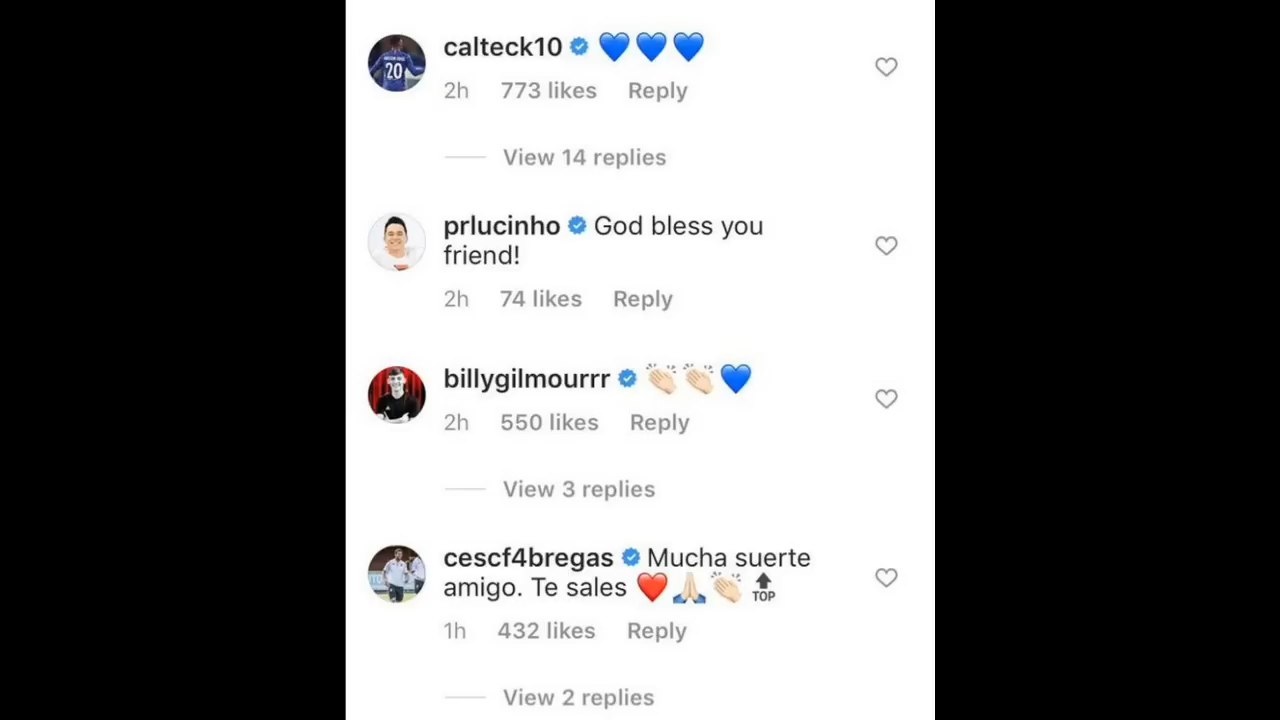 calteck10 💙💙💙
2h 773 likes Reply
View 14 replies
prlucinho God bless you
friend!
2h 74 likes Reply
billygilmourrr 👏🏻👏🏻💙
2h 550 likes Reply
View 3 replies
cescf4bregas Mucha suerte
amigo. Te sales ❤️🙏🏻👏🏻🔝
1h 432 likes Reply
View 2 replies
20